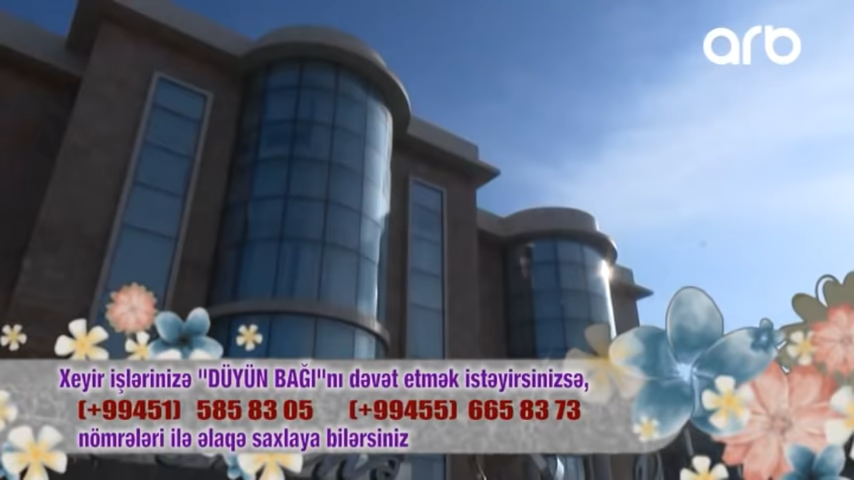 arb
Xeyir işlərinizə "DÜYÜN BAĞI"nı dəvət etmək istəyirsinizsə,
(+99451) 585 83 05 (+99455) 665 83 73
nömrələri ilə əlaqə saxlaya bilərsiniz